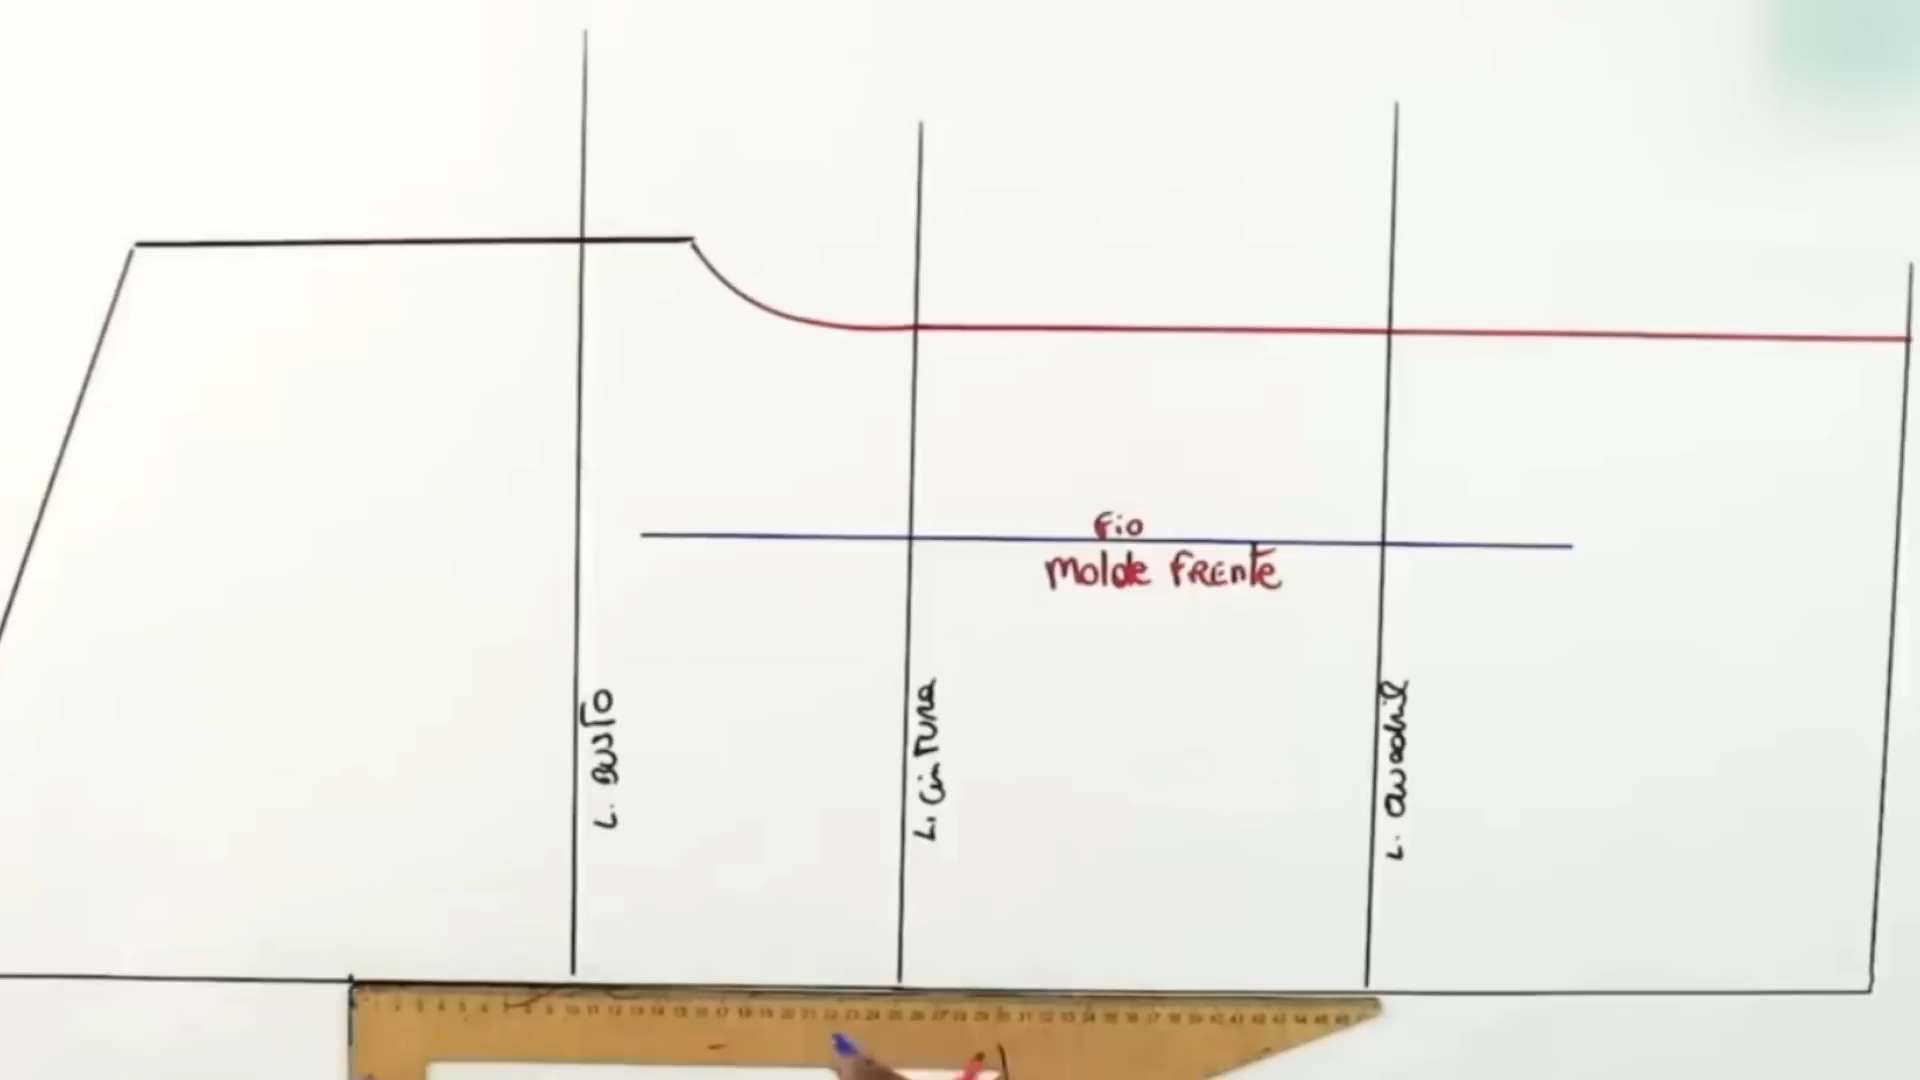 Fio
Molde FRENTE
L. BUSTO
L. CinTURA
L. Quadril